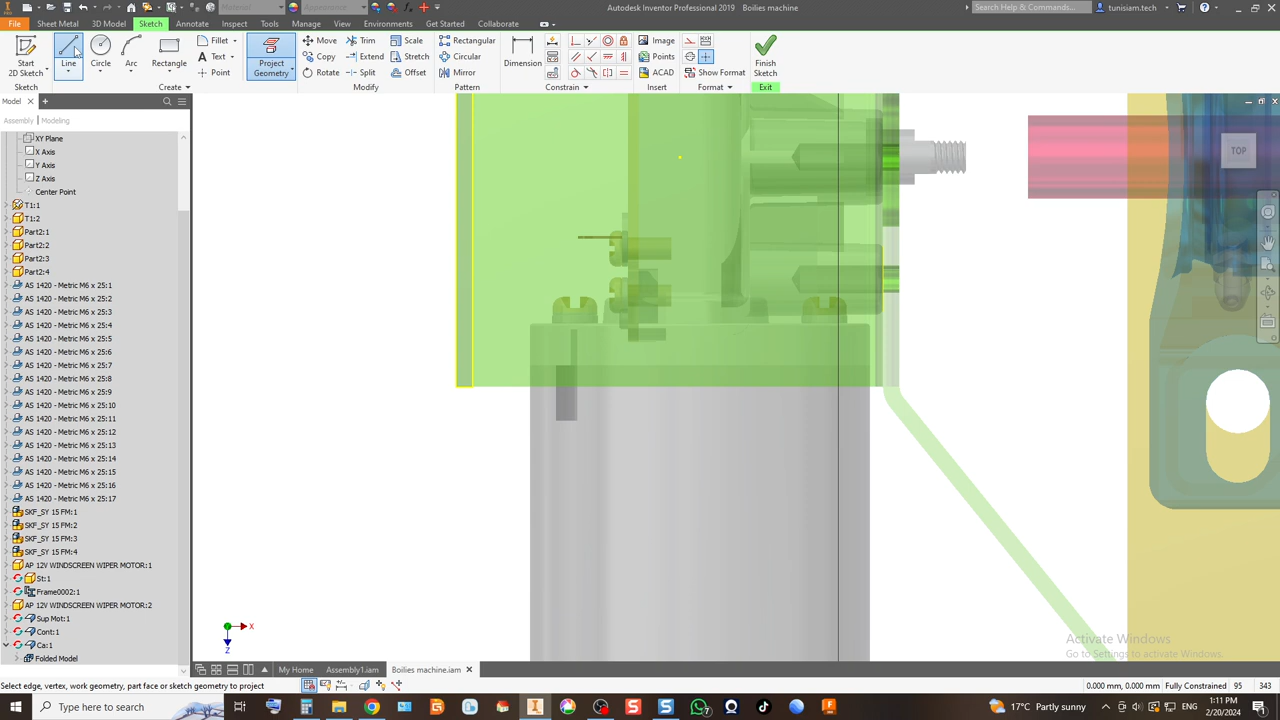 Material
Appearance
Autodesk Inventor Professional 2019 Boilies machine
Search Help & Commands...
tunisiam.tech
File Sheet Metal 3D Model Sketch Annotate Inspect Tools Manage View Environments Get Started Collaborate
Start 2D Sketch
Line
Circle
Arc
Rectangle
Fillet
Text
Point
Project Geometry
Move
Copy
Rotate
Trim
Extend
Split
Scale
Stretch
Offset
Rectangular
Circular
Mirror
Dimension
Image
Points
ACAD
Show Format
Finish Sketch
Sketch Create Modify Pattern Constrain Insert Format Exit
Model
Assembly Modeling
XY Plane
X Axis
Y Axis
Z Axis
Center Point
T1:1
T1:2
Part2:1
Part2:2
Part2:3
Part2:4
AS 1420 - Metric M6 x 25:1
AS 1420 - Metric M6 x 25:2
AS 1420 - Metric M6 x 25:3
AS 1420 - Metric M6 x 25:4
AS 1420 - Metric M6 x 25:5
AS 1420 - Metric M6 x 25:6
AS 1420 - Metric M6 x 25:7
AS 1420 - Metric M6 x 25:8
AS 1420 - Metric M6 x 25:9
AS 1420 - Metric M6 x 25:10
AS 1420 - Metric M6 x 25:11
AS 1420 - Metric M6 x 25:12
AS 1420 - Metric M6 x 25:13
AS 1420 - Metric M6 x 25:14
AS 1420 - Metric M6 x 25:15
AS 1420 - Metric M6 x 25:16
AS 1420 - Metric M6 x 25:17
SKF_SY 15 FM:1
SKF_SY 15 FM:2
SKF_SY 15 FM:3
SKF_SY 15 FM:4
AP 12V WINDSCREEN WIPER MOTOR:1
St:1
Frame0002:1
AP 12V WINDSCREEN WIPER MOTOR:2
Sup Mot:1
Cont:1
Ca:1
Folded Model
TOP
X
Z
Activate Windows
Go to Settings to activate Windows.
My Home Assembly1.iam Boilies machine.iam
Select edge, vertex, work geometry, part face or sketch geometry to project
0.000 mm, 0.000 mm Fully Constrained 95 343
Type here to search
17°C Partly sunny
ENG
1:11 PM
2/20/2024